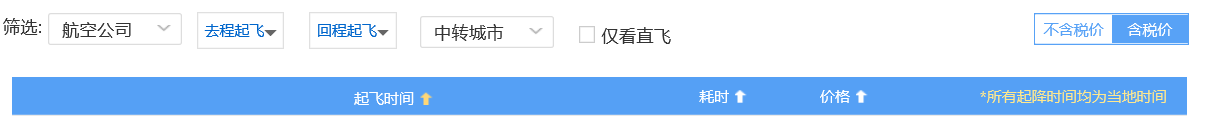 筛选: 航空公司 去程起飞 回程起飞 中转城市 仅看直飞 不含税价 含税价
起飞时间 耗时 价格 *所有起降时间均为当地时间